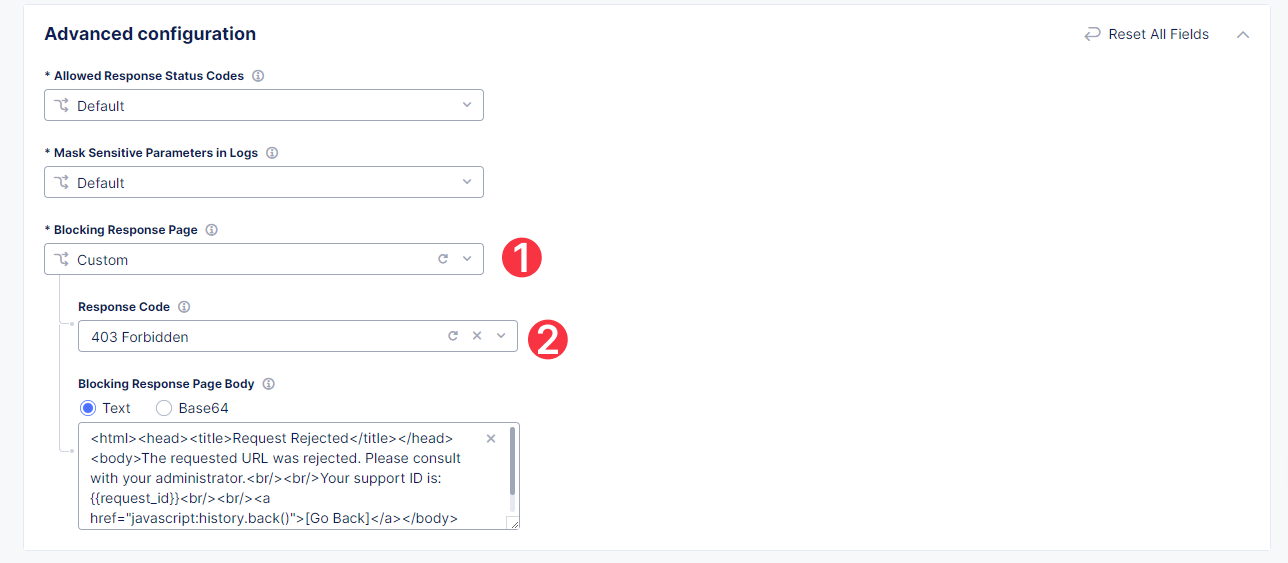 Advanced configuration
Reset All Fields
* Allowed Response Status Codes
Default
* Mask Sensitive Parameters in Logs
Default
* Blocking Response Page
Custom
1
Response Code
403 Forbidden
2
Blocking Response Page Body
Text Base64
<html><head><title>Request Rejected</title></head>
<body>The requested URL was rejected. Please consult
with your administrator.<br/><br/>Your support ID is:
{{request_id}}<br/><br/><a
href="javascript:history.back()">[Go Back]</a></body>